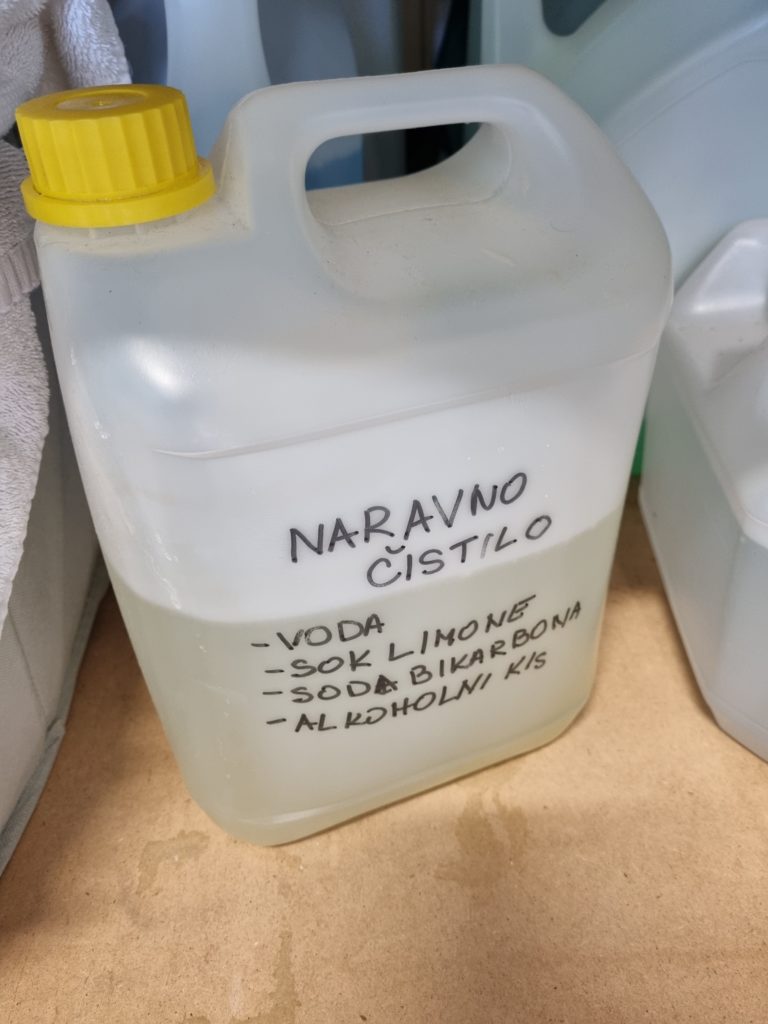 NARAVNO
ČISTILO
- VODA
- SOK LIMONE
- SODA BIKARBONA
- ALKOHOLNI KIS